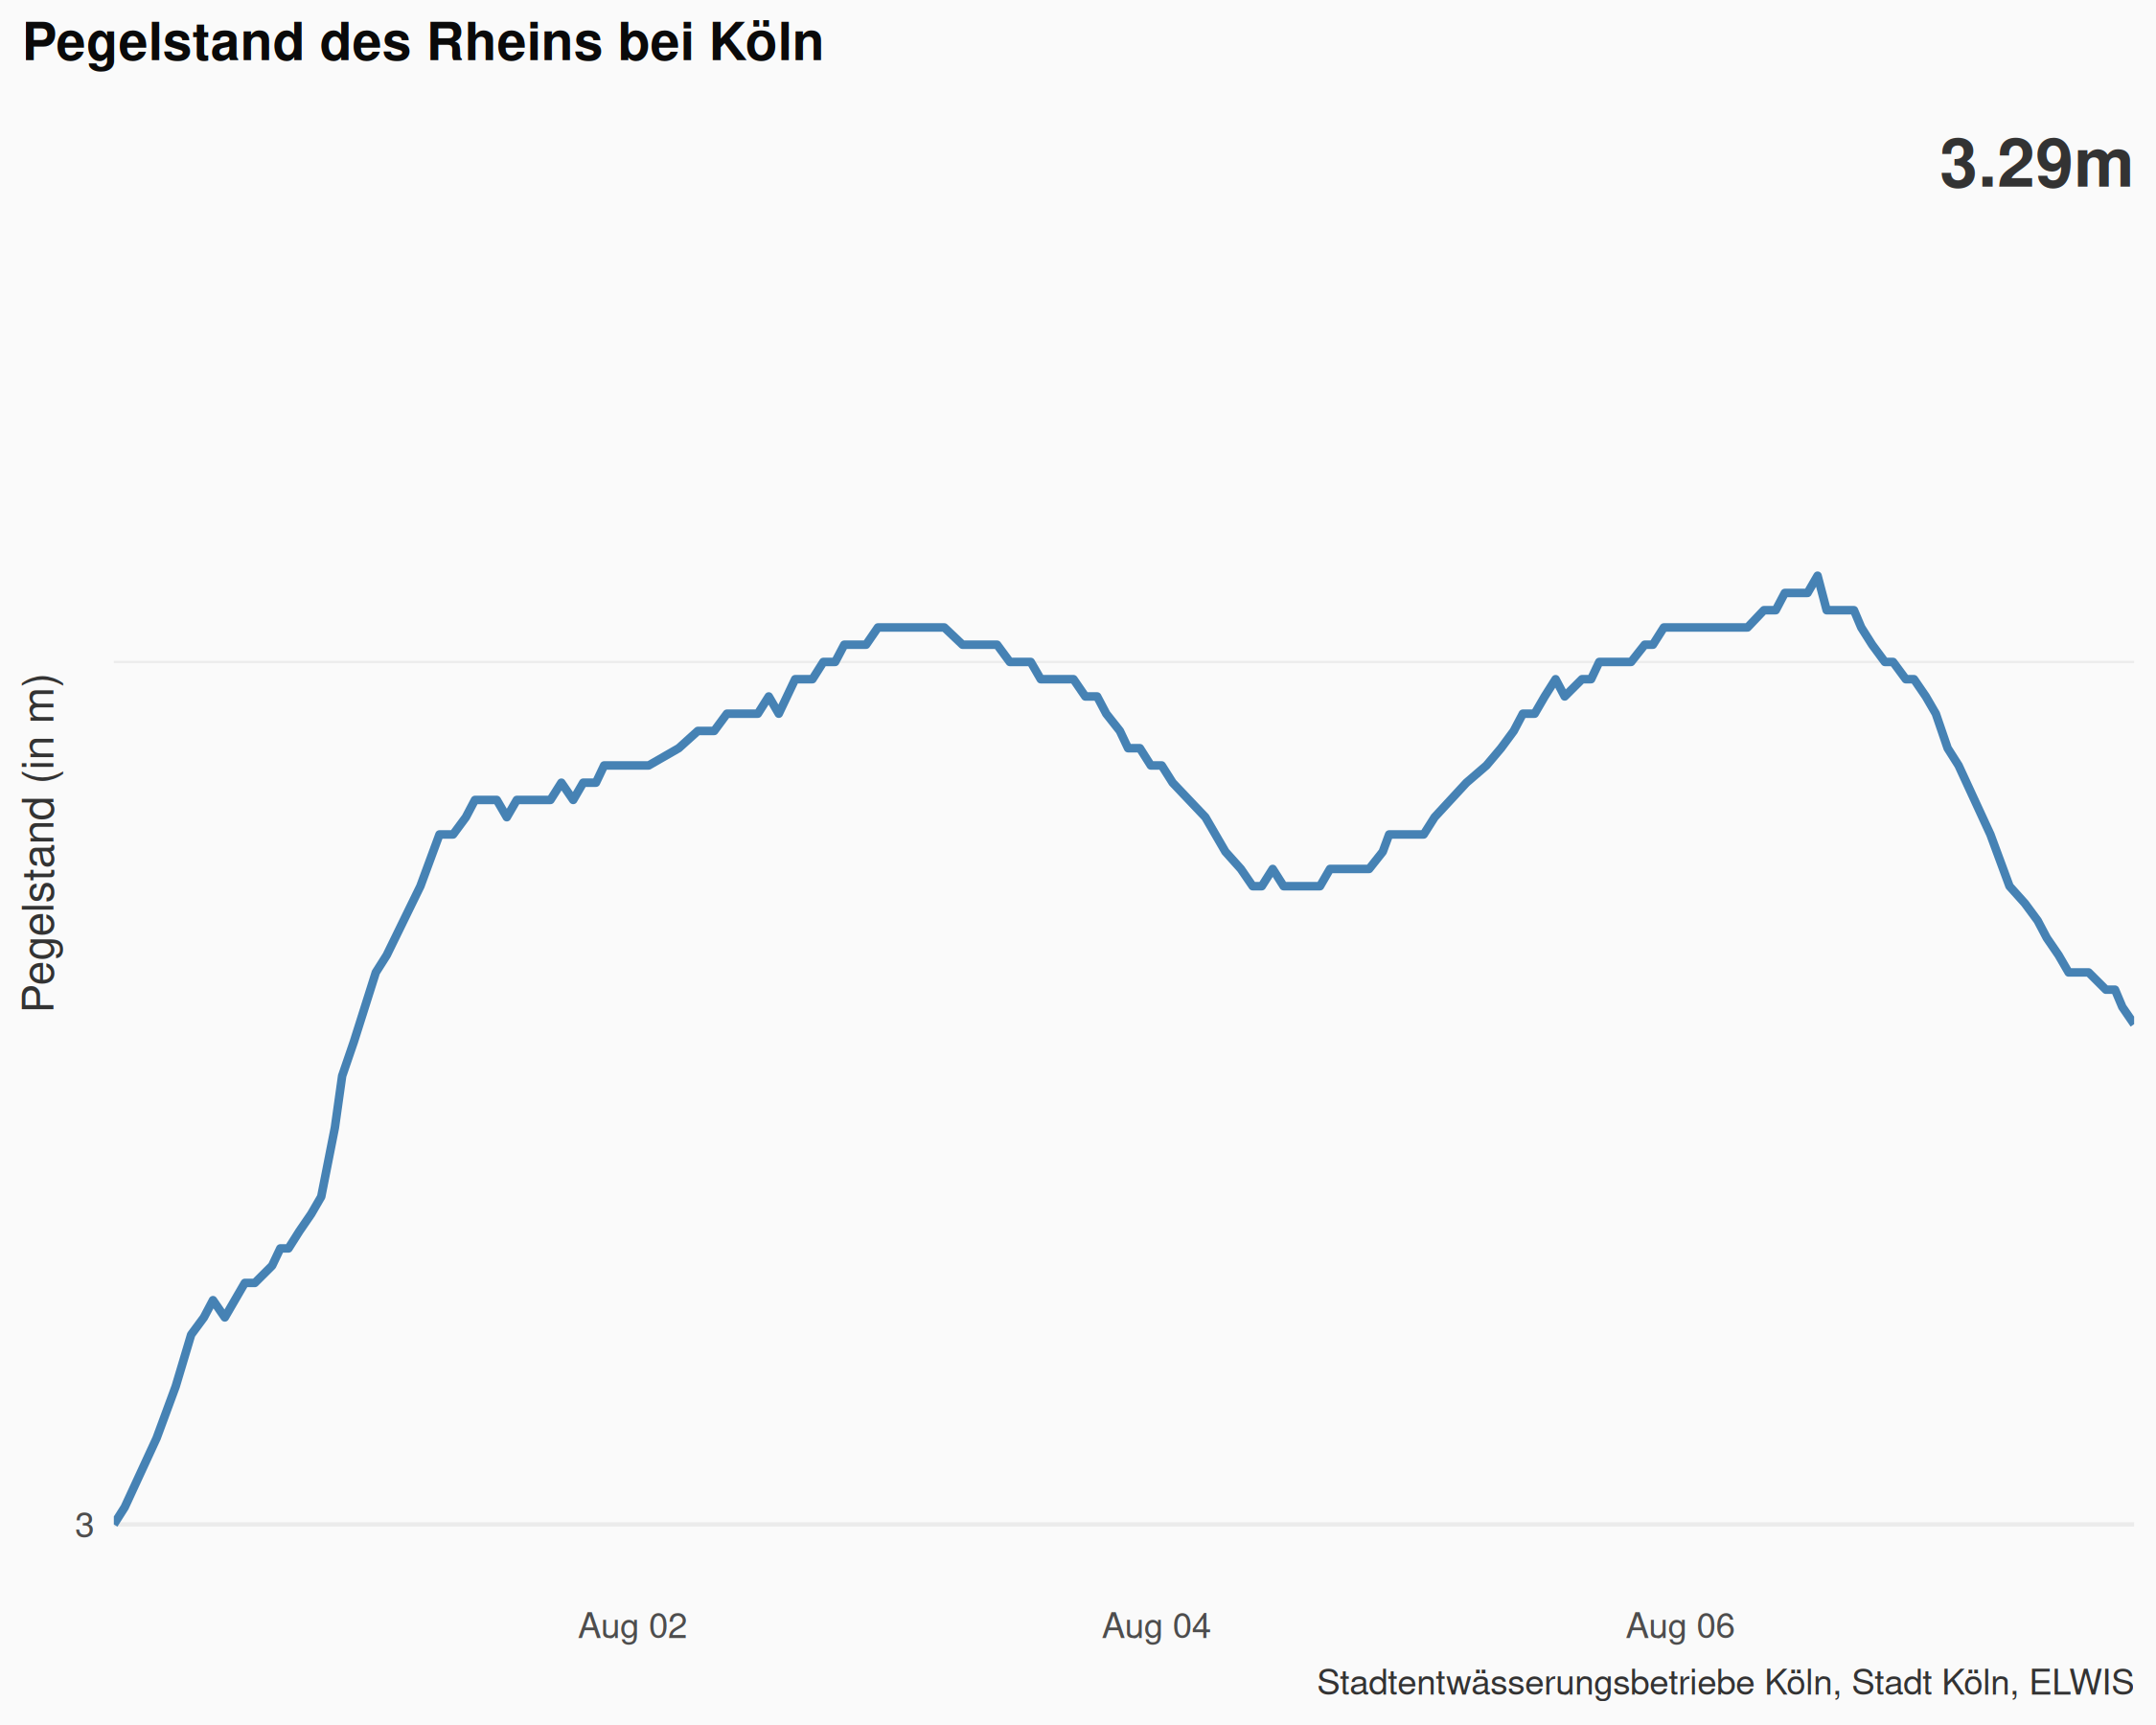 Pegelstand des Rheins bei Köln
3.29m
Pegelstand (in m)
3
Aug 02
Aug 04
Aug 06
Stadtentwässerungsbetriebe Köln, Stadt Köln, ELWIS